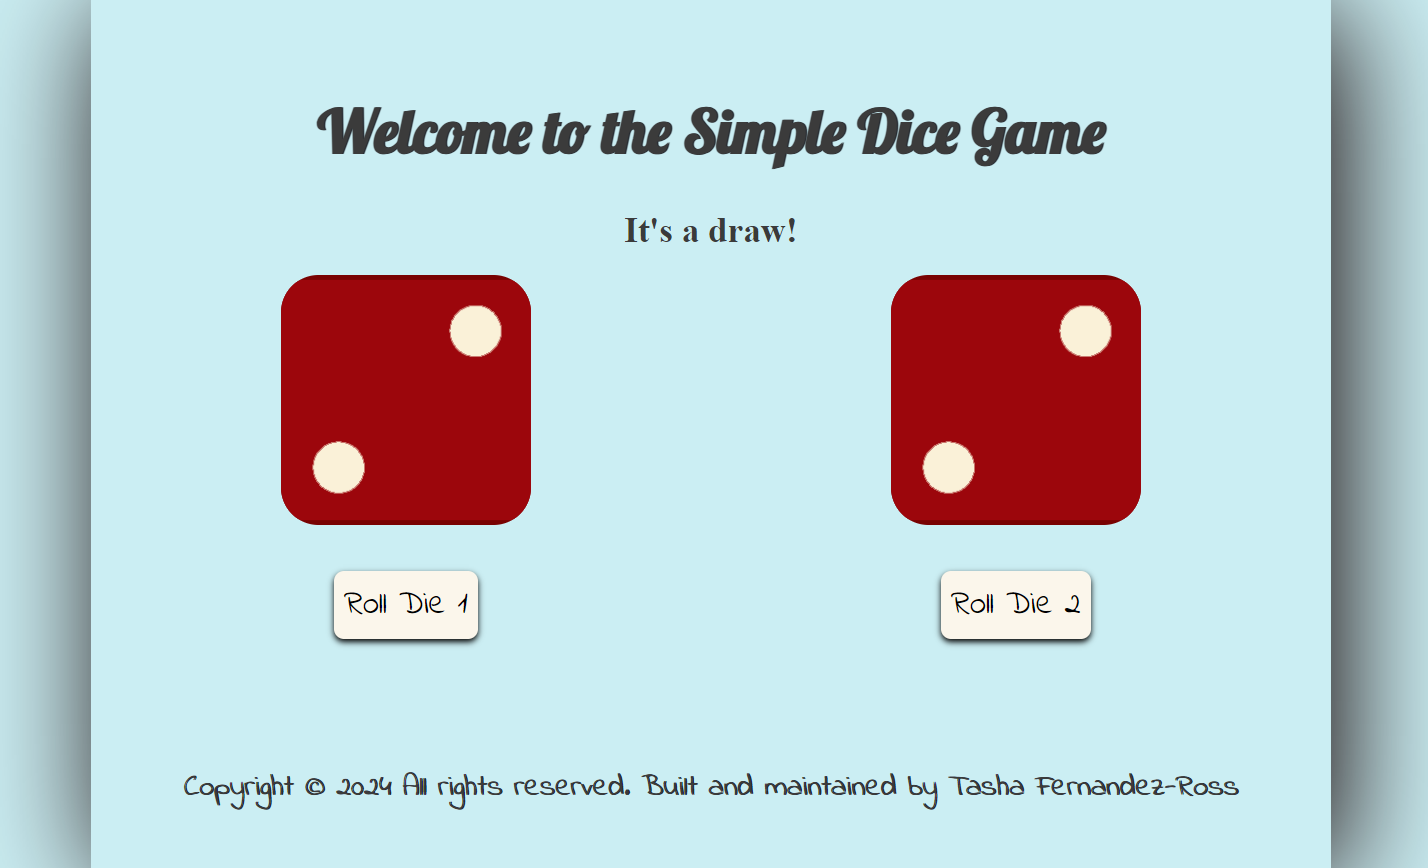 Welcome to the Simple Dice Game
It's a draw!
Roll Die 1
Roll Die 2
Copyright © 2024 All rights reserved. Built and maintained by Tasha Fernandez-Ross